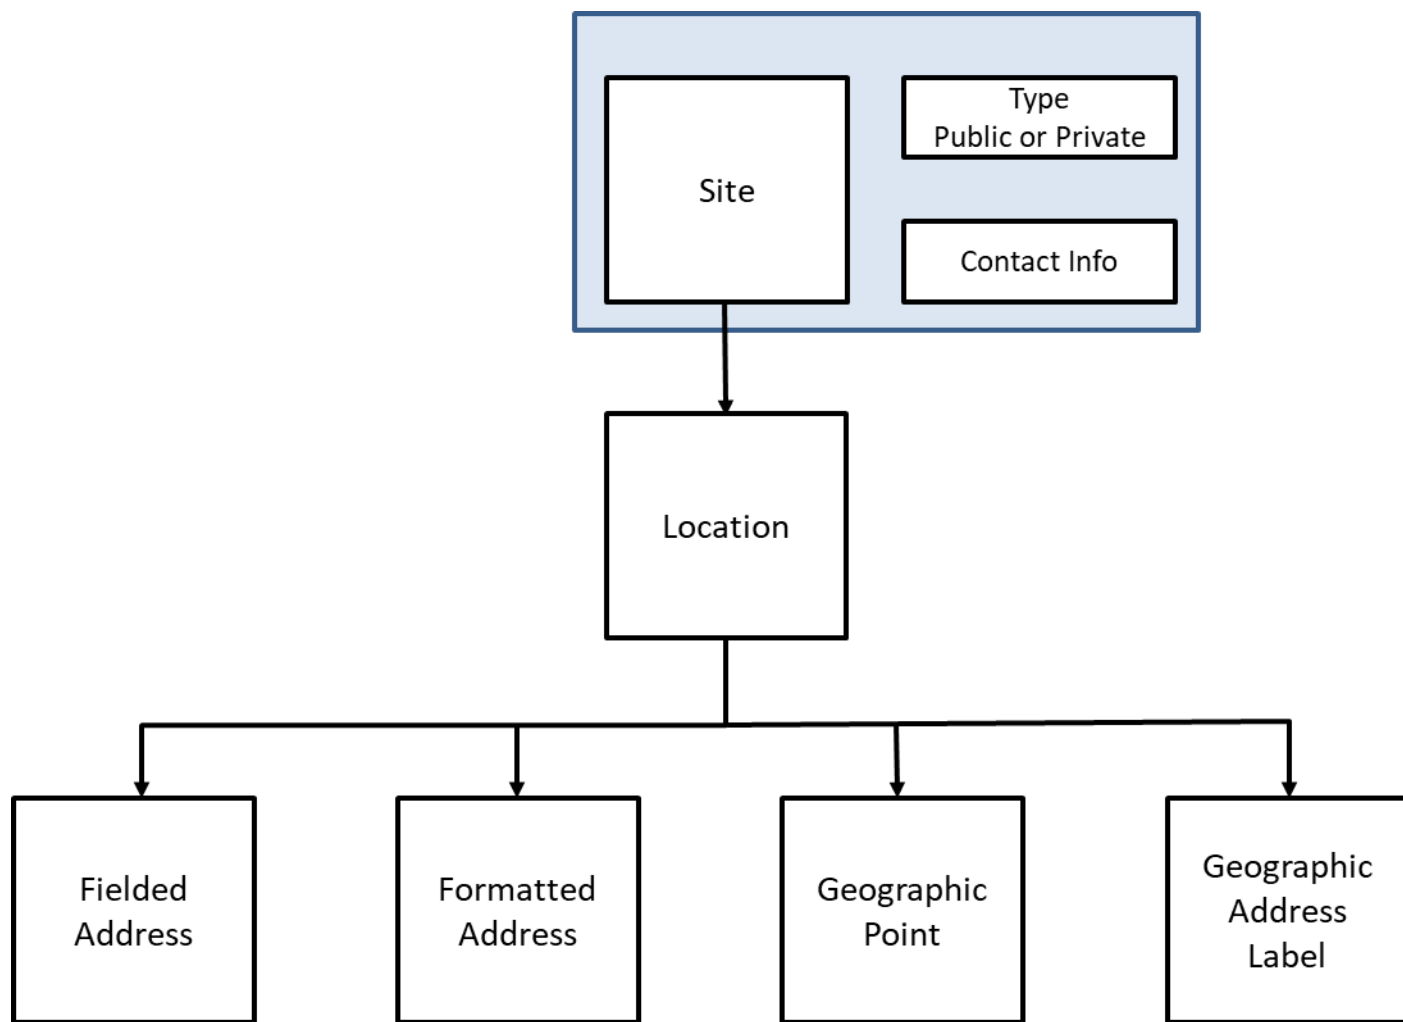 Site
Type
Public or Private
Contact Info
Location
Fielded
Address
Formatted
Address
Geographic
Point
Geographic
Address
Label